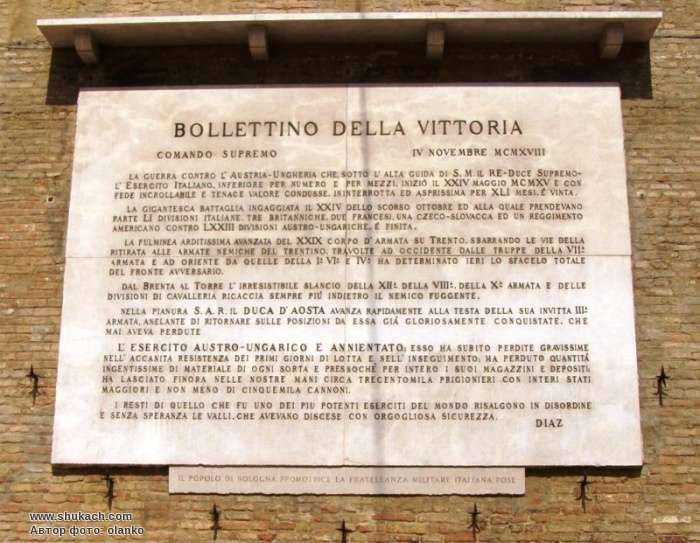 BOLLETTINO DELLA VITTORIA
COMANDO SUPREMO IV NOVEMBRE MCMXVIII
LA GUERRA CONTRO L'AUSTRIA-UNGHERIA CHE, SOTTO L'ALTA GUIDA DI S.M. IL RE-DUCE SUPREMO-
L'ESERCITO ITALIANO, INFERIORE PER NUMERO E PER MEZZI, INIZIÒ IL XXIV MAGGIO MCMXV E CON
FEDE INCROLLABILE E TENACE VALORE CONDUSSE, ININTERROTTA ED ASPRISSIMA PER XLI MESI, È VINTA.
LA GIGANTESCA BATTAGLIA INGAGGIATA IL XXIV DELLO SCORSO OTTOBRE ED ALLA QUALE PRENDEVANO
PARTE LI DIVISIONI ITALIANE, TRE BRITANNICHE, DUE FRANCESI, UNA CZECO-SLOVACCA ED UN REGGIMENTO
AMERICANO CONTRO LXXIII DIVISIONI AUSTRO-UNGARICHE, È FINITA.
LA FULMINEA ARDITISSIMA AVANZATA DEL XXIX CORPO D'ARMATA SU TRENTO, SBARRANDO LE VIE DELLA
RITIRATA ALLE ARMATE NEMICHE DEL TRENTINO, TRAVOLTE AD OCCIDENTE DALLE TRUPPE DELLA VIIª
ARMATA E AD ORIENTE DA QUELLE DELLA Iª VIª E IVª HA DETERMINATO IERI LO SFACELO TOTALE
DEL FRONTE AVVERSARIO.
DAL BRENTA AL TORRE L'IRRESISTIBILE SLANCIO DELLA XIIª, DELLA VIIIª, DELLA Xª ARMATA E DELLE
DIVISIONI DI CAVALLERIA RICACCIA SEMPRE PIÙ INDIETRO IL NEMICO FUGGENTE.
NELLA PIANURA S.A.R. IL DUCA D'AOSTA AVANZA RAPIDAMENTE ALLA TESTA DELLA SUA INVITTA IIIª
ARMATA, ANELANTE DI RITORNARE SULLE POSIZIONI DA ESSA GIÀ GLORIOSAMENTE CONQUISTATE, CHE
MAI AVEVA PERDUTE
L'ESERCITO AUSTRO-UNGARICO È ANNIENTATO: ESSO HA SUBITO PERDITE GRAVISSIME
NELL'ACCANITA RESISTENZA DEI PRIMI GIORNI DI LOTTA E NELL'INSEGUIMENTO; HA PERDUTO QUANTITÀ
INGENTISSIME DI MATERIALE DI OGNI SORTA E PRESSOCHÉ PER INTERO I SUOI MAGAZZINI E DEPOSITI;
HA LASCIATO FINORA NELLE NOSTRE MANI CIRCA TRECENTOMILA PRIGIONIERI CON INTERI STATI
MAGGIORI E NON MENO DI CINQUEMILA CANNONI.
I RESTI DI QUELLO CHE FU UNO DEI PIÙ POTENTI ESERCITI DEL MONDO RISALGONO IN DISORDINE
E SENZA SPERANZA LE VALLI, CHE AVEVANO DISCESE CON ORGOGLIOSA SICUREZZA.
DIAZ
IL POPOLO DI BOLOGNA PROMOTRICE LA FRATELLANZA MILITARE ITALIANA POSE
www.shukach.com
Автор фото: olanko